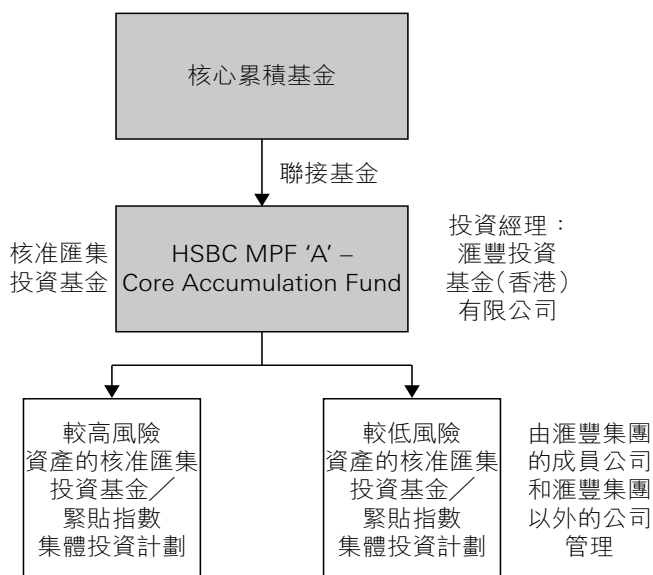 核心累積基金
聯接基金
核准匯集
投資基金
HSBC MPF ‘A’ –
Core Accumulation Fund
投資經理：
滙豐投資
基金（香港）
有限公司
較高風險
資產的核准匯集
投資基金／
緊貼指數
集體投資計劃
較低風險
資產的核准匯集
投資基金／
緊貼指數
集體投資計劃
由滙豐集團
的成員公司
和滙豐集團
以外的公司
管理